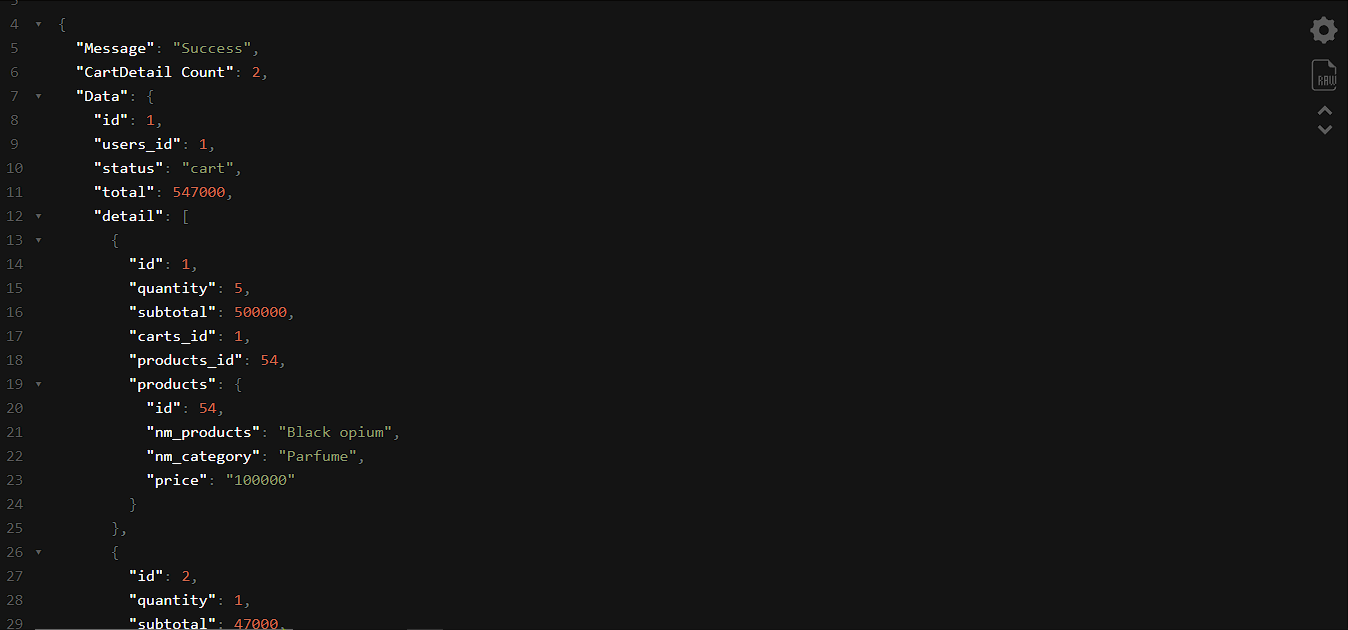 4 {
5 "Message": "Success",
6 "CartDetail Count": 2,
7 "Data": {
8 "id": 1,
9 "users_id": 1,
10 "status": "cart",
11 "total": 547000,
12 "detail": [
13 {
14 "id": 1,
15 "quantity": 5,
16 "subtotal": 500000,
17 "carts_id": 1,
18 "products_id": 54,
19 "products": {
20 "id": 54,
21 "nm_products": "Black opium",
22 "nm_category": "Parfume",
23 "price": "100000"
24 }
25 },
26 {
27 "id": 2,
28 "quantity": 1,
29 "subtotal": 47000,
RAW